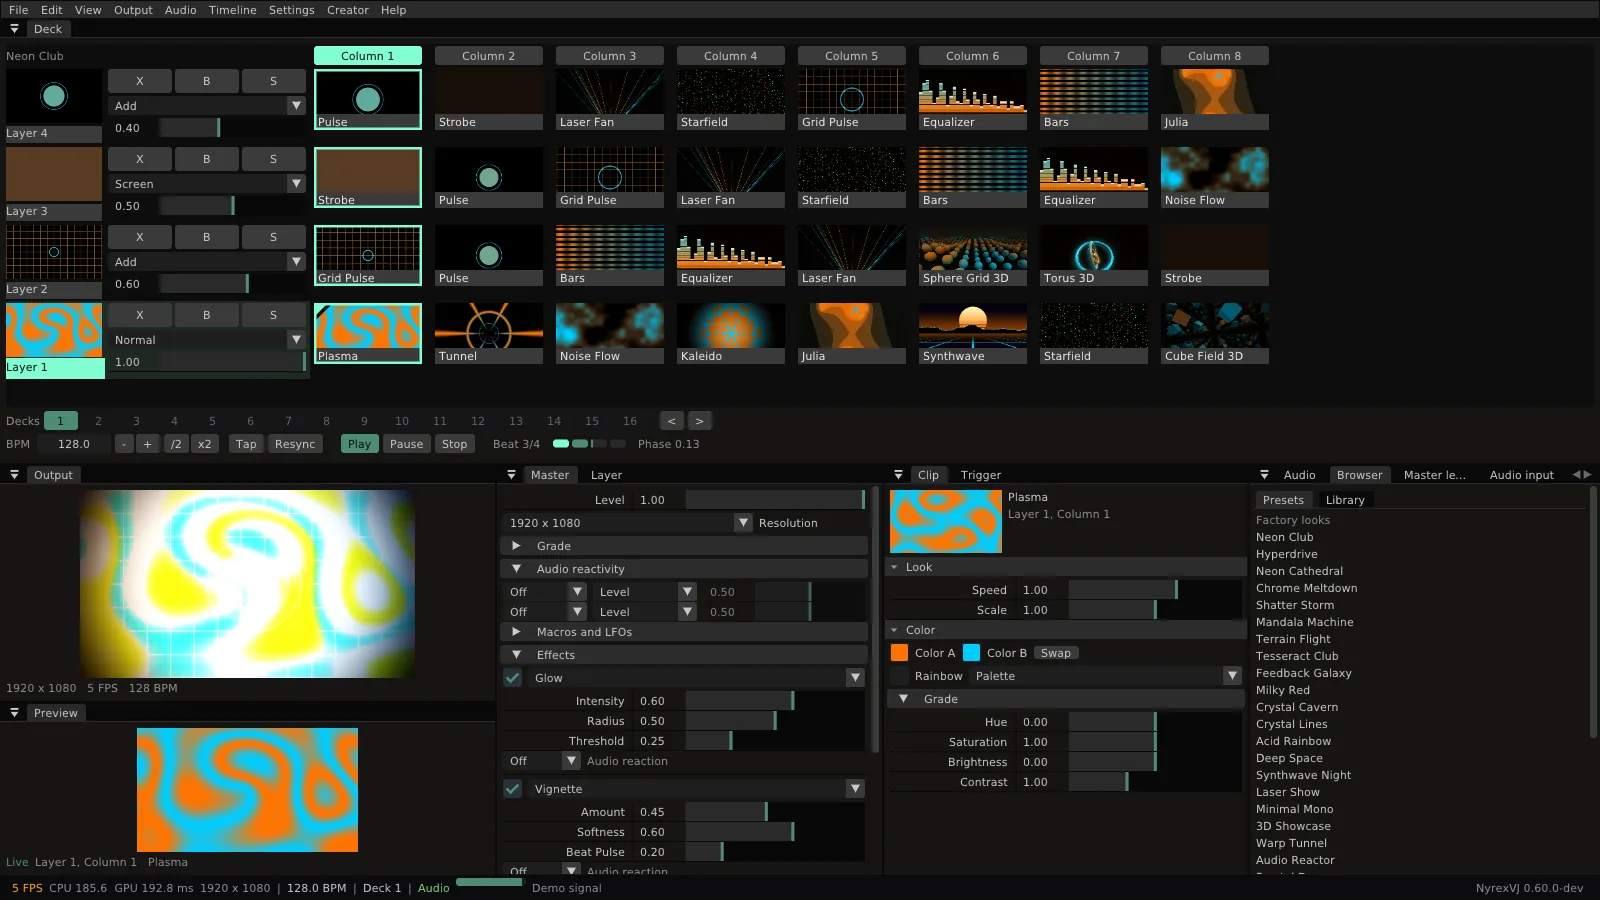 File Edit View Output Audio Timeline Settings Creator Help
Deck
Neon Club Column 1 Column 2 Column 3 Column 4 Column 5 Column 6 Column 7 Column 8
X B S
Add
0.40
Layer 4 Pulse Strobe Laser Fan Starfield Grid Pulse Equalizer Bars Julia
X B S
Screen
0.50
Layer 3 Strobe Pulse Grid Pulse Laser Fan Starfield Bars Equalizer Noise Flow
X B S
Add
0.60
Layer 2 Grid Pulse Pulse Bars Equalizer Laser Fan Sphere Grid 3D Torus 3D Strobe
X B S
Normal
1.00
Layer 1 Plasma Tunnel Noise Flow Kaleido Julia Synthwave Starfield Cube Field 3D
Decks 1 2 3 4 5 6 7 8 9 10 11 12 13 14 15 16 < >
BPM 128.0 - + /2 x2 Tap Resync Play Pause Stop Beat 3/4 Phase 0.13
Output
1920 x 1080 5 FPS 128 BPM
Preview
Live Layer 1, Column 1 Plasma
Master Layer
Level 1.00
1920 x 1080 Resolution
Grade
Audio reactivity
Off Level 0.50
Off Level 0.50
Macros and LFOs
Effects
Glow
Intensity 0.60
Radius 0.50
Threshold 0.25
Off Audio reaction
Vignette
Amount 0.45
Softness 0.60
Beat Pulse 0.20
Off Audio reaction
Clip Trigger
Plasma
Layer 1, Column 1
Look
Speed 1.00
Scale 1.00
Color
Color A Color B Swap
Rainbow Palette
Grade
Hue 0.00
Saturation 1.00
Brightness 0.00
Contrast 1.00
Audio Browser Master le... Audio input
Presets Library
Factory looks
Neon Club
Hyperdrive
Neon Cathedral
Chrome Meltdown
Shatter Storm
Mandala Machine
Terrain Flight
Tesseract Club
Feedback Galaxy
Milky Red
Crystal Cavern
Crystal Lines
Acid Rainbow
Deep Space
Synthwave Night
Laser Show
Minimal Mono
3D Showcase
Warp Tunnel
Audio Reactor
5 FPS CPU 185.6 GPU 192.8 ms 1920 x 1080 | 128.0 BPM | Deck 1 | Audio Demo signal NyrexVJ 0.60.0-dev